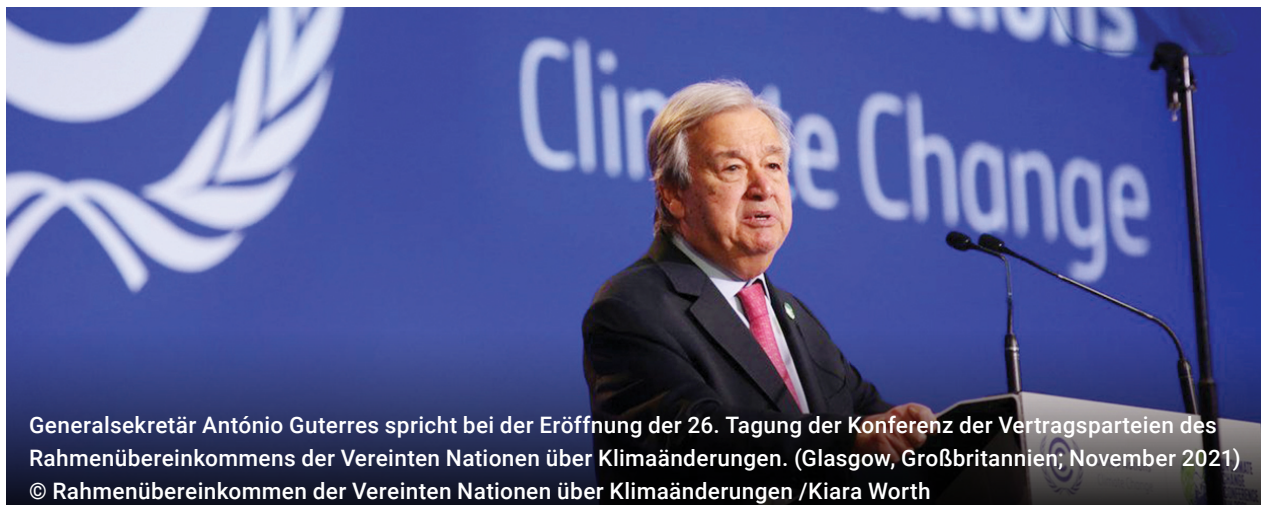 Climate Change
Generalsekretär António Guterres spricht bei der Eröffnung der 26. Tagung der Konferenz der Vertragsparteien des
Rahmenübereinkommens der Vereinten Nationen über Klimaänderungen. (Glasgow, Großbritannien; November 2021)
© Rahmenübereinkommen der Vereinten Nationen über Klimaänderungen /Kiara Worth